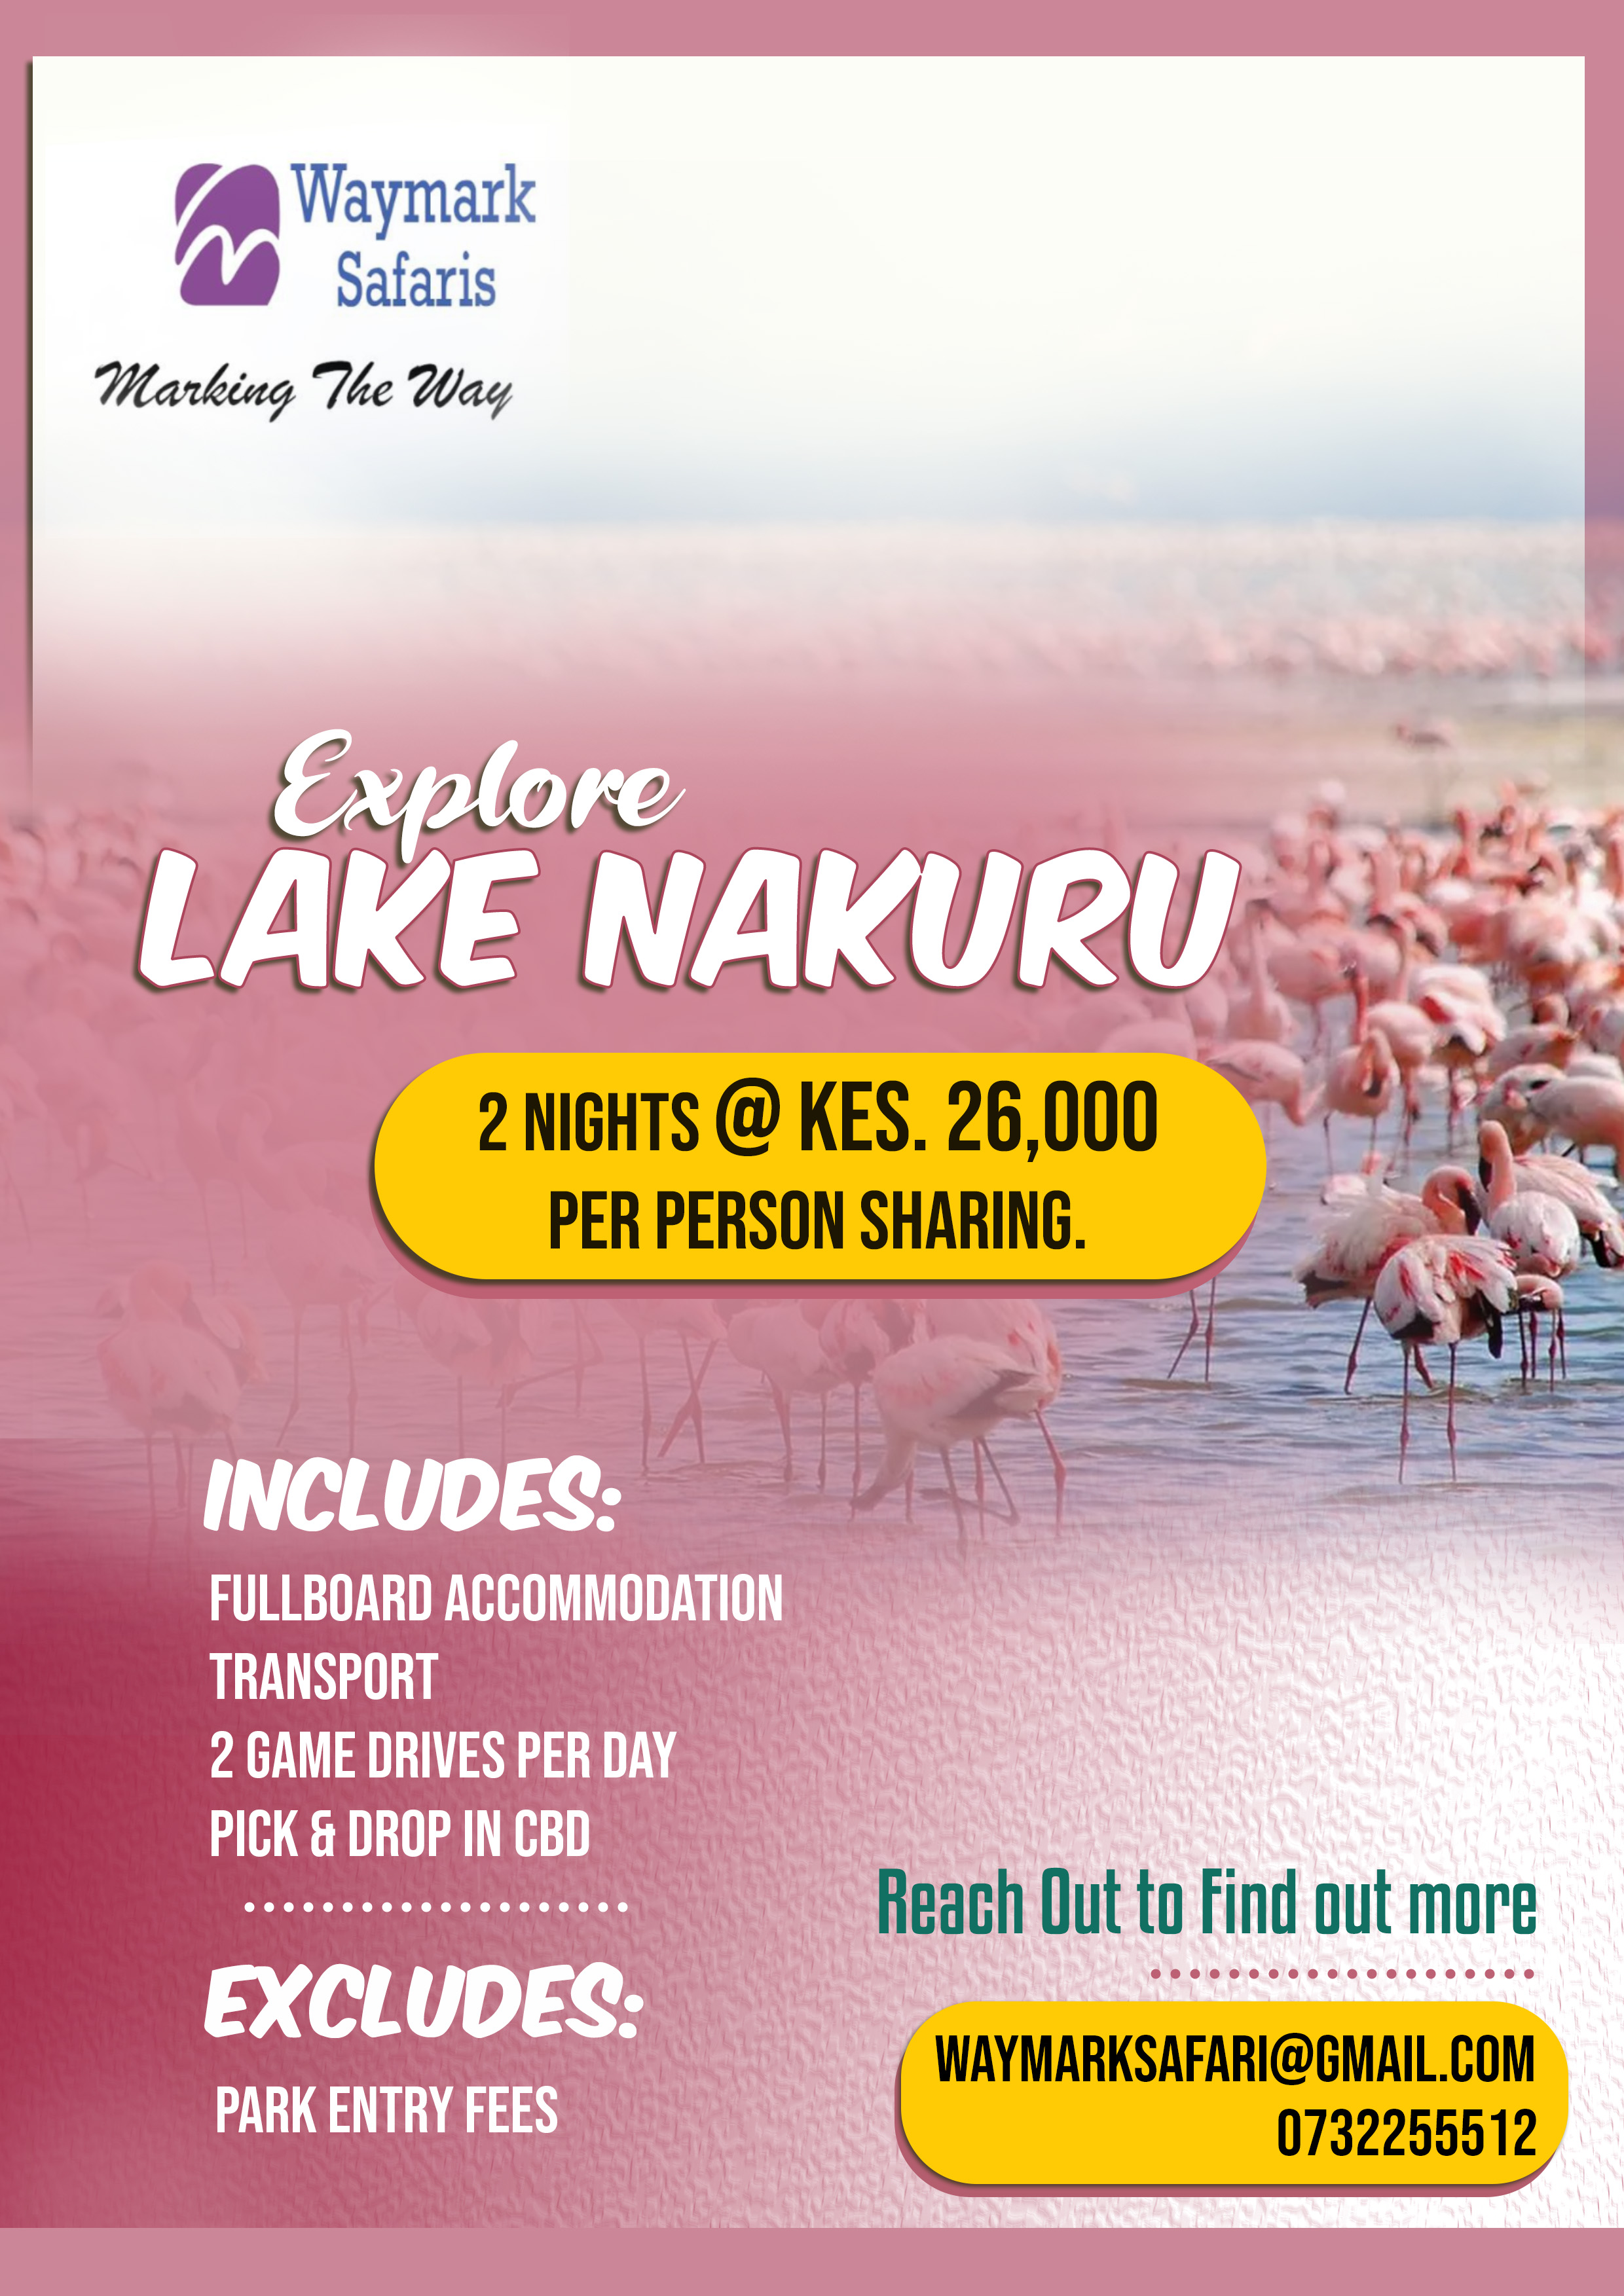 Waymark
Safaris
Marking The Way
Explore
LAKE NAKURU
2 NIGHTS @ KES. 26,000
PER PERSON SHARING.
INCLUDES:
FULLBOARD ACCOMMODATION
TRANSPORT
2 GAME DRIVES PER DAY
PICK & DROP IN CBD
EXCLUDES:
PARK ENTRY FEES
Reach Out to Find out more
WAYMARKSAFARI@GMAIL.COM
0732255512